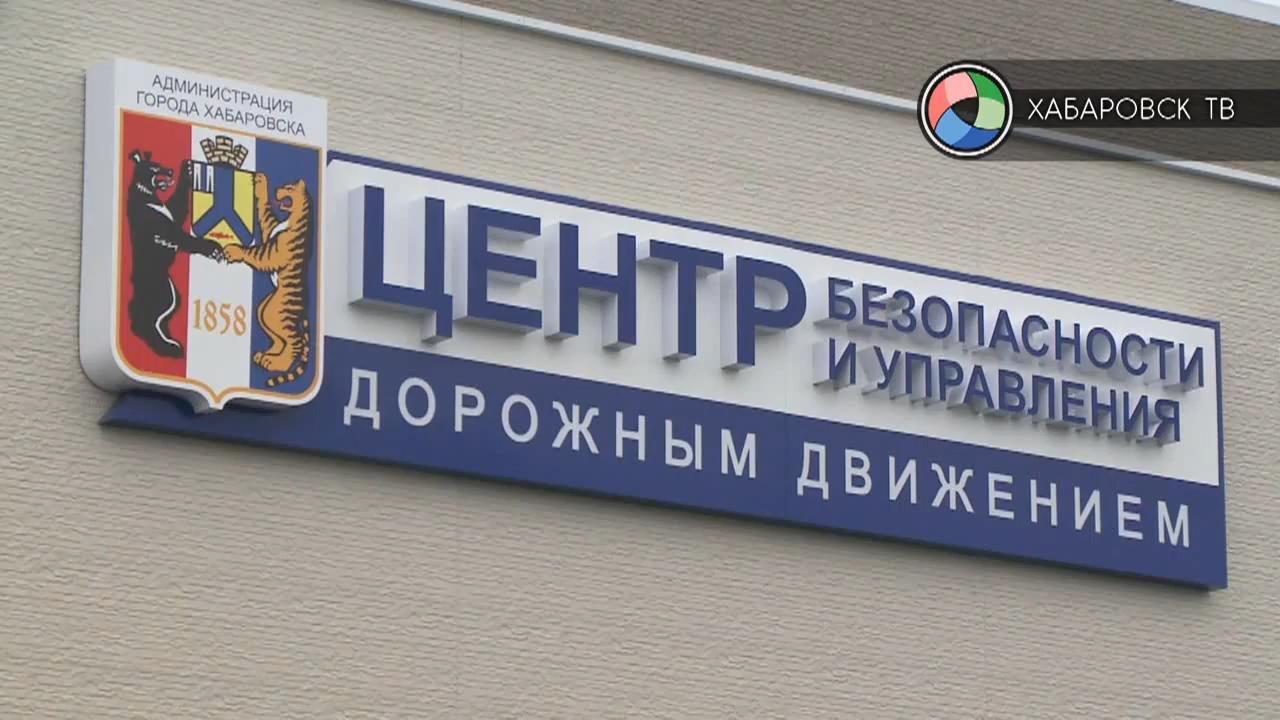 АДМИНИСТРАЦИЯ
ГОРОДА ХАБАРОВСКА
1858
ЦЕНТР
БЕЗОПАСНОСТИ
И УПРАВЛЕНИЯ
ДОРОЖНЫМ ДВИЖЕНИЕМ
ХАБАРОВСК ТВ